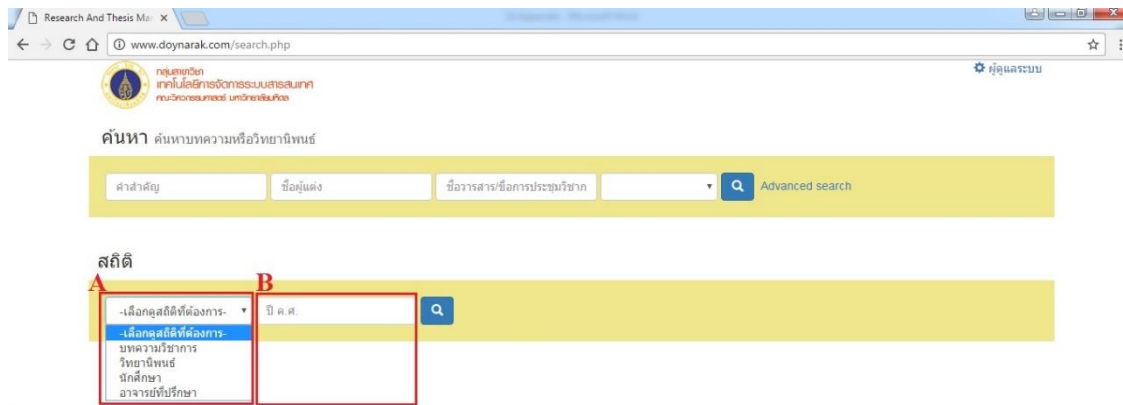 Research And Thesis Ma
www.doynarak.com/search.php
กลุ่มสาขาวิชา
เทคโนโลยีการจัดการระบบสารสนเทศ
คณะวิศวกรรมศาสตร์ มหาวิทยาลัยมหิดล
ผู้ดูแลระบบ
ค้นหา ค้นหาบทความหรือวิทยานิพนธ์
คำสำคัญ ชื่อผู้แต่ง ชื่อวารสาร/ชื่อการประชุมวิชาก Advanced search
สถิติ
A B
-เลือกดูสถิติที่ต้องการ- ปี ค.ศ.
-เลือกดูสถิติที่ต้องการ-
บทความวิชาการ
วิทยานิพนธ์
นักศึกษา
อาจารย์ที่ปรึกษา